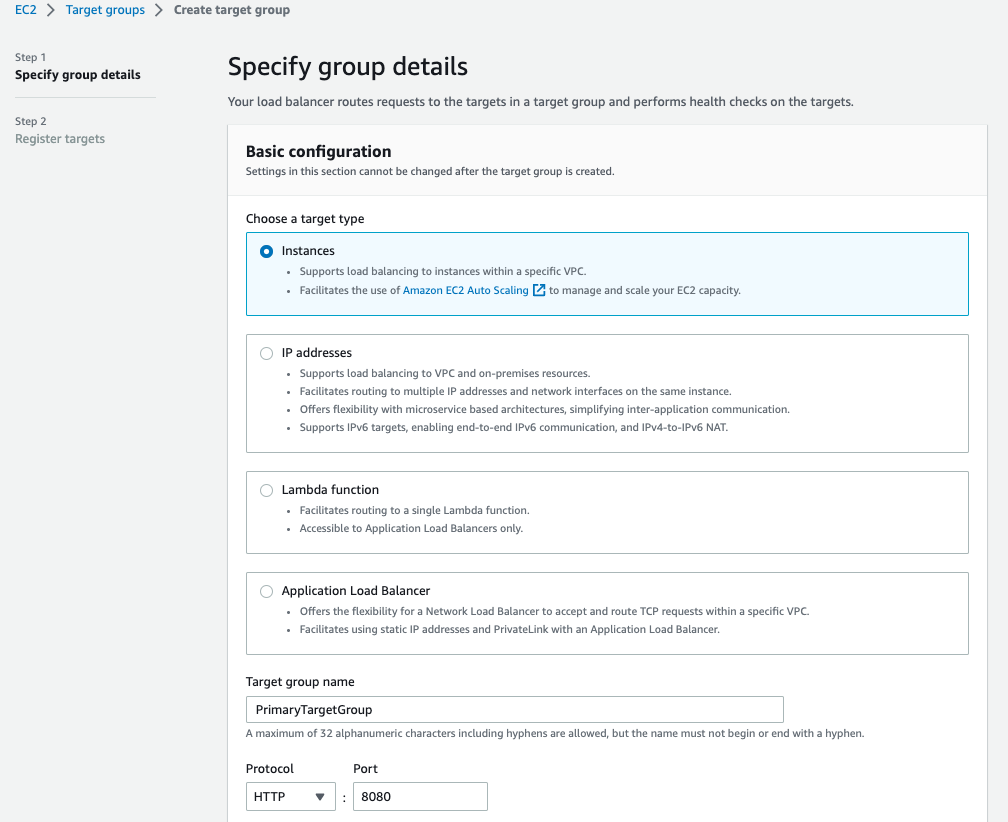 EC2 > Target groups > Create target group
Step 1
Specify group details
Step 2
Register targets
Specify group details
Your load balancer routes requests to the targets in a target group and performs health checks on the targets.
Basic configuration
Settings in this section cannot be changed after the target group is created.
Choose a target type
Instances
• Supports load balancing to instances within a specific VPC.
• Facilitates the use of Amazon EC2 Auto Scaling to manage and scale your EC2 capacity.
IP addresses
• Supports load balancing to VPC and on-premises resources.
• Facilitates routing to multiple IP addresses and network interfaces on the same instance.
• Offers flexibility with microservice based architectures, simplifying inter-application communication.
• Supports IPv6 targets, enabling end-to-end IPv6 communication, and IPv4-to-IPv6 NAT.
Lambda function
• Facilitates routing to a single Lambda function.
• Accessible to Application Load Balancers only.
Application Load Balancer
• Offers the flexibility for a Network Load Balancer to accept and route TCP requests within a specific VPC.
• Facilitates using static IP addresses and PrivateLink with an Application Load Balancer.
Target group name
PrimaryTargetGroup
A maximum of 32 alphanumeric characters including hyphens are allowed, but the name must not begin or end with a hyphen.
Protocol Port
HTTP : 8080